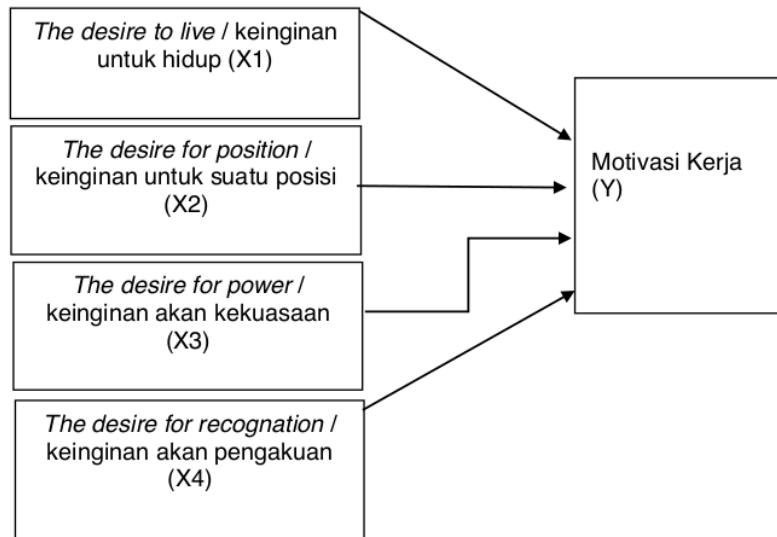 The desire to live / keinginan
untuk hidup (X1)
The desire for position /
keinginan untuk suatu posisi
(X2)
The desire for power /
keinginan akan kekuasaan
(X3)
The desire for recognation /
keinginan akan pengakuan
(X4)
Motivasi Kerja
(Y)